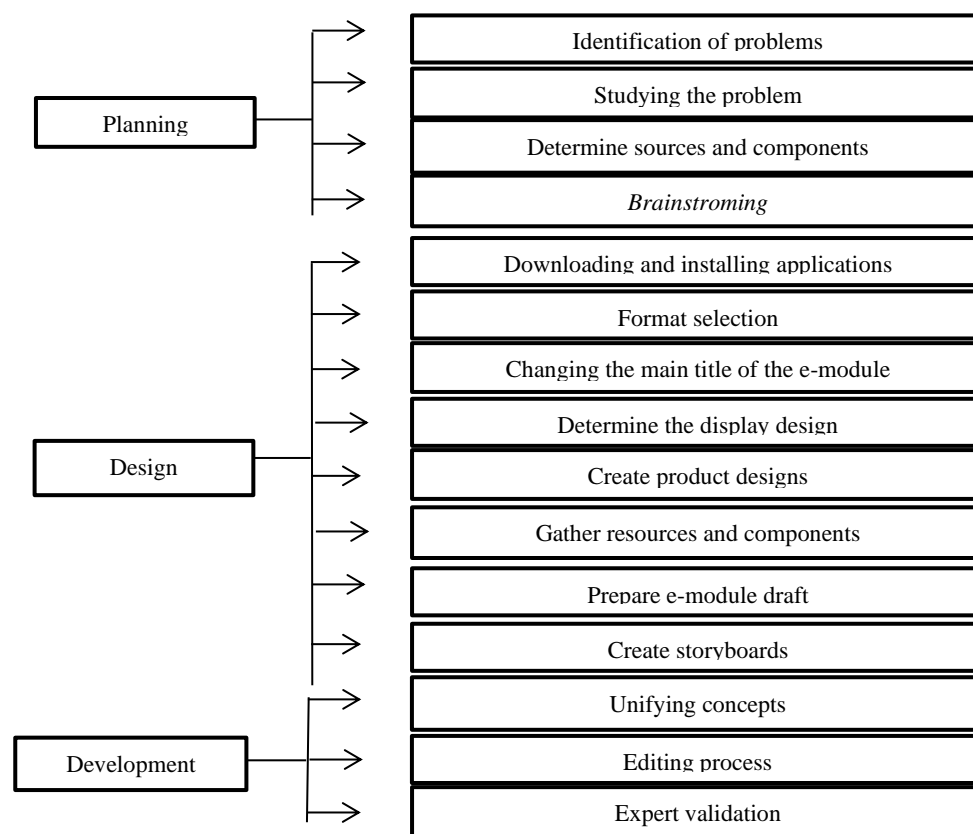 Planning
Identification of problems
Studying the problem
Determine sources and components
Brainstroming
Design
Downloading and installing applications
Format selection
Changing the main title of the e-module
Determine the display design
Create product designs
Gather resources and components
Prepare e-module draft
Create storyboards
Development
Unifying concepts
Editing process
Expert validation